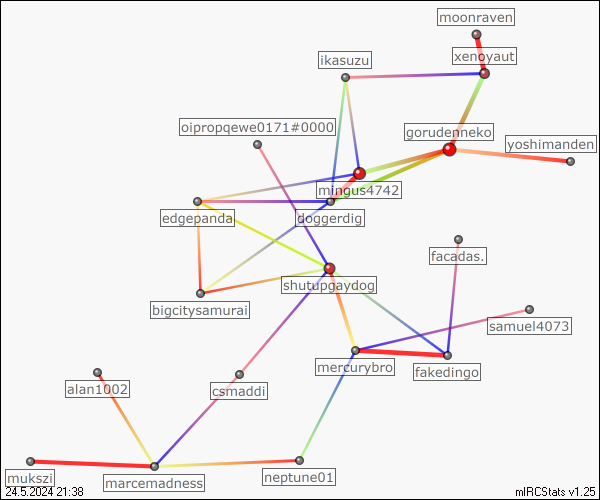 moonraven
xenoyaut
ikasuzu
oipropqewe0171#0000
gorudenneko
yoshimanden
mingus4742
edgepanda
doggerdig
facadas.
shutupgaydog
bigcitysamurai
samuel4073
mercurybro
fakedingo
alan1002
csmaddi
neptune01
mukszi
marcemadness
24.5.2024 21:38
mIRCStats v1.25